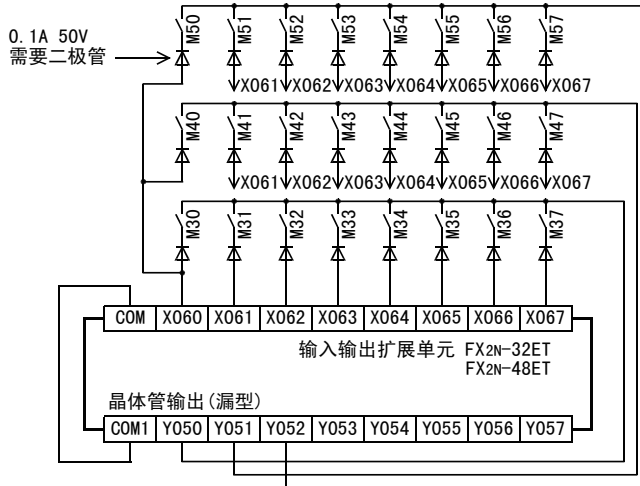 0.1A 50V
需要二极管
M50 M51 M52 M53 M54 M55 M56 M57
X061 X062 X063 X064 X065 X066 X067
M40 M41 M42 M43 M44 M45 M46 M47
X061 X062 X063 X064 X065 X066 X067
M30 M31 M32 M33 M34 M35 M36 M37
COM X060 X061 X062 X063 X064 X065 X066 X067
输入输出扩展单元 FX2N-32ET
FX2N-48ET
晶体管输出(漏型)
COM1 Y050 Y051 Y052 Y053 Y054 Y055 Y056 Y057